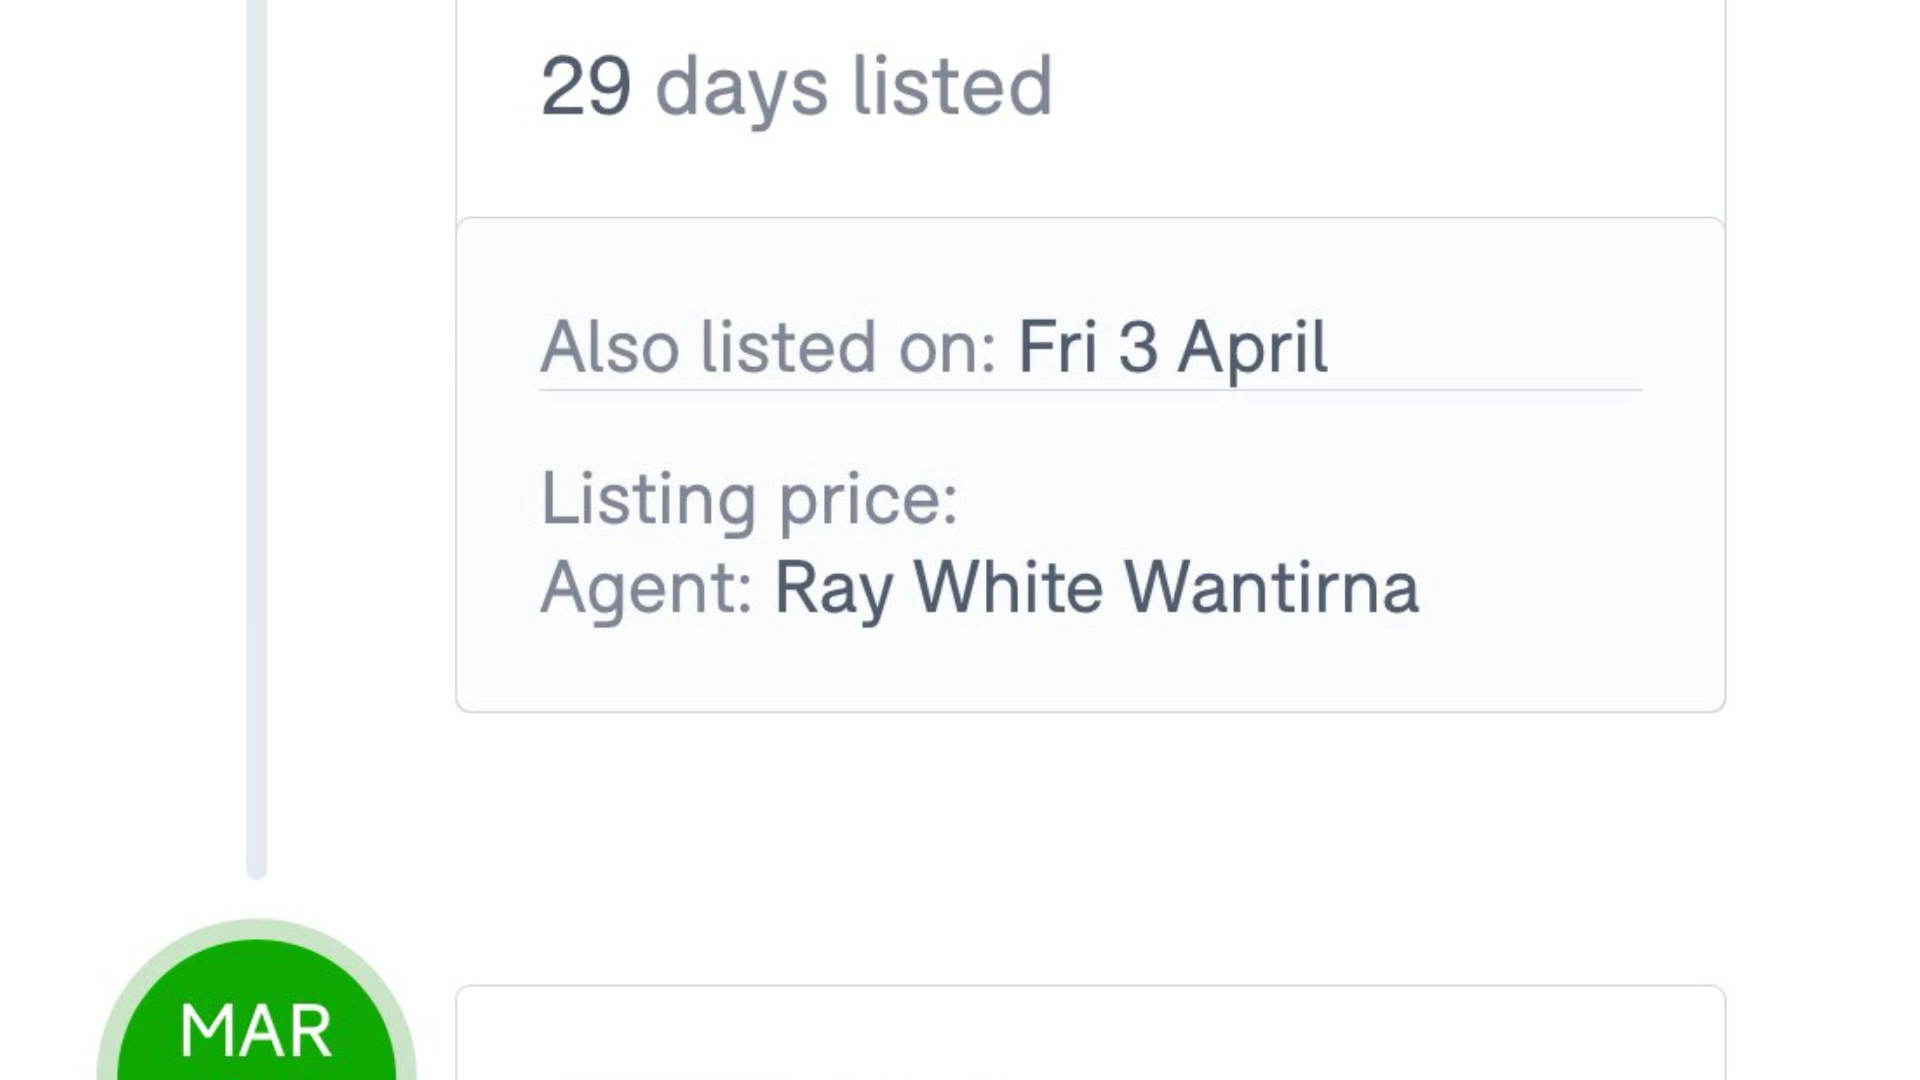 29 days listed
Also listed on: Fri 3 April
Listing price:
Agent: Ray White Wantirna
MAR